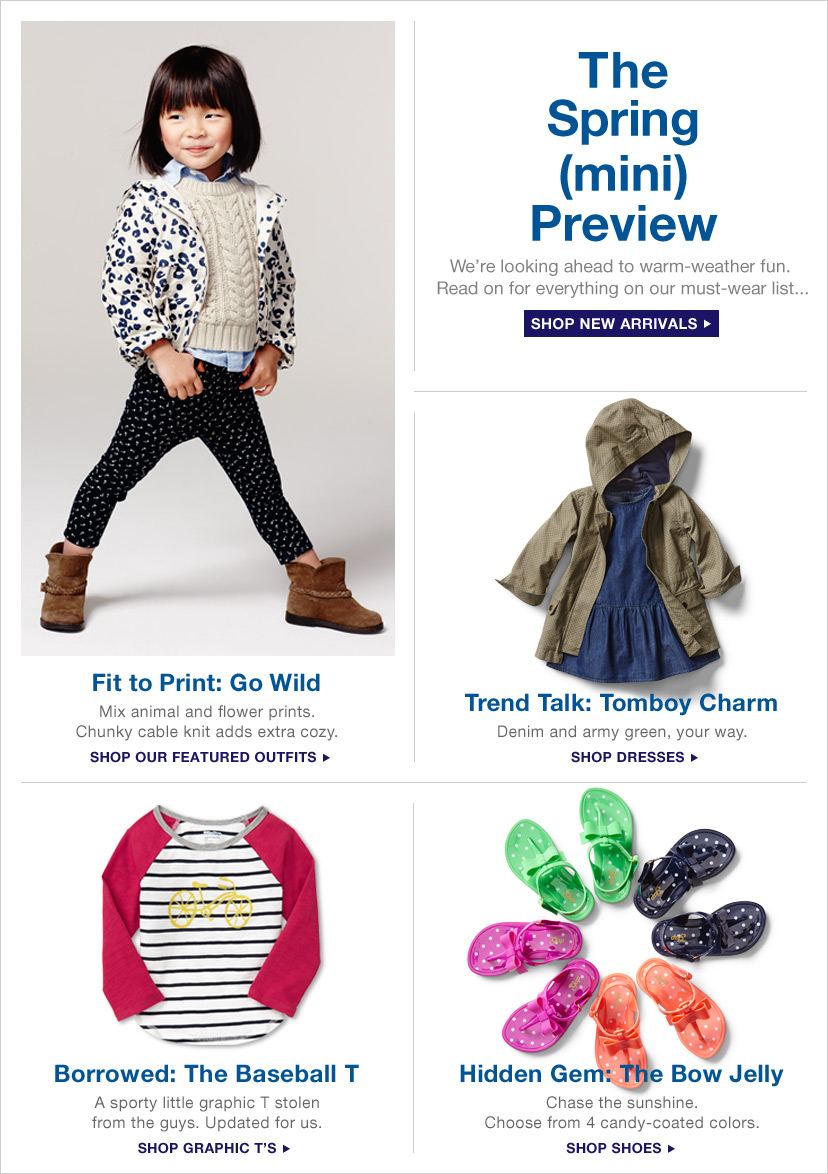 The
Spring
(mini)
Preview
We're looking ahead to warm-weather fun.
Read on for everything on our must-wear list...
SHOP NEW ARRIVALS ▸
Fit to Print: Go Wild
Mix animal and flower prints.
Chunky cable knit adds extra cozy.
SHOP OUR FEATURED OUTFITS ▸
Trend Talk: Tomboy Charm
Denim and army green, your way.
SHOP DRESSES ▸
Borrowed: The Baseball T
A sporty little graphic T stolen
from the guys. Updated for us.
SHOP GRAPHIC T'S ▸
Hidden Gem: The Bow Jelly
Chase the sunshine.
Choose from 4 candy-coated colors.
SHOP SHOES ▸